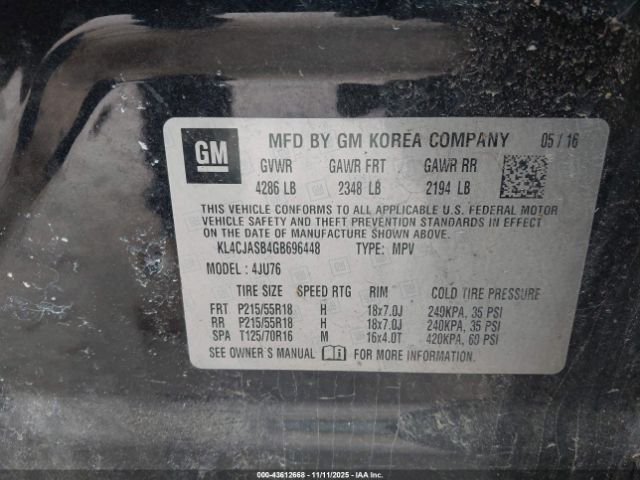 GM MFD BY GM KOREA COMPANY 05 / 16
GVWR GAWR FRT GAWR RR
4286 LB 2348 LB 2194 LB
THIS VEHICLE CONFORMS TO ALL APPLICABLE U.S. FEDERAL MOTOR
VEHICLE SAFETY AND THEFT PREVENTION STANDARDS IN EFFECT
ON THE DATE OF MANUFACTURE SHOWN ABOVE.
KL4CJASB4GB696448 TYPE: MPV
MODEL : 4JU76
TIRE SIZE SPEED RTG RIM COLD TIRE PRESSURE
FRT P215/55R18 H 18x7.0J 240KPA, 35 PSI
RR P215/55R18 H 18x7.0J 240KPA, 35 PSI
SPA T125/70R16 M 16x4.0T 420KPA, 60 PSI
SEE OWNER'S MANUAL FOR MORE INFORMATION.
000-43612668 - 11/11/2025 - IAAI.COM